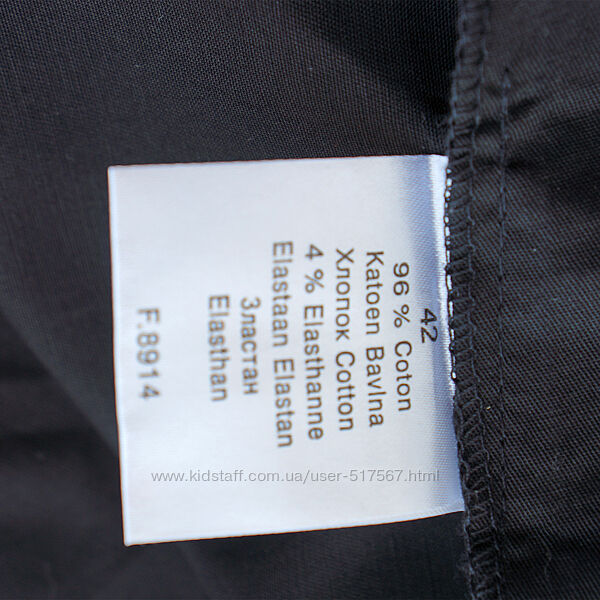 42
96 % Coton
Katoen Bavlna
Хлопок Cotton
4 % Elasthanne
Elastaan Elastan
Эластан
Elasthan
F.8914
www.kidstaff.com.ua/user-517567.html